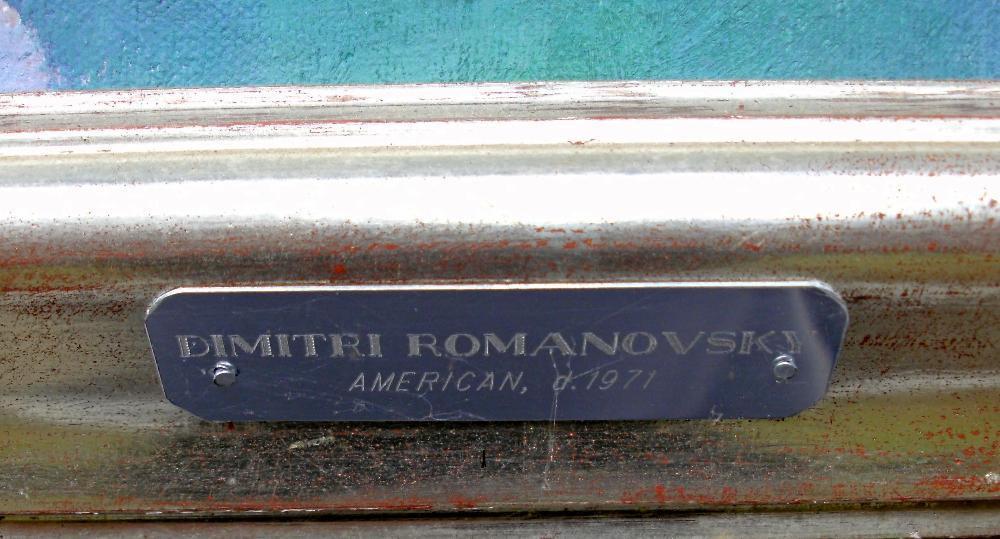 DIMITRI ROMANOVSKY
AMERICAN, d.1971